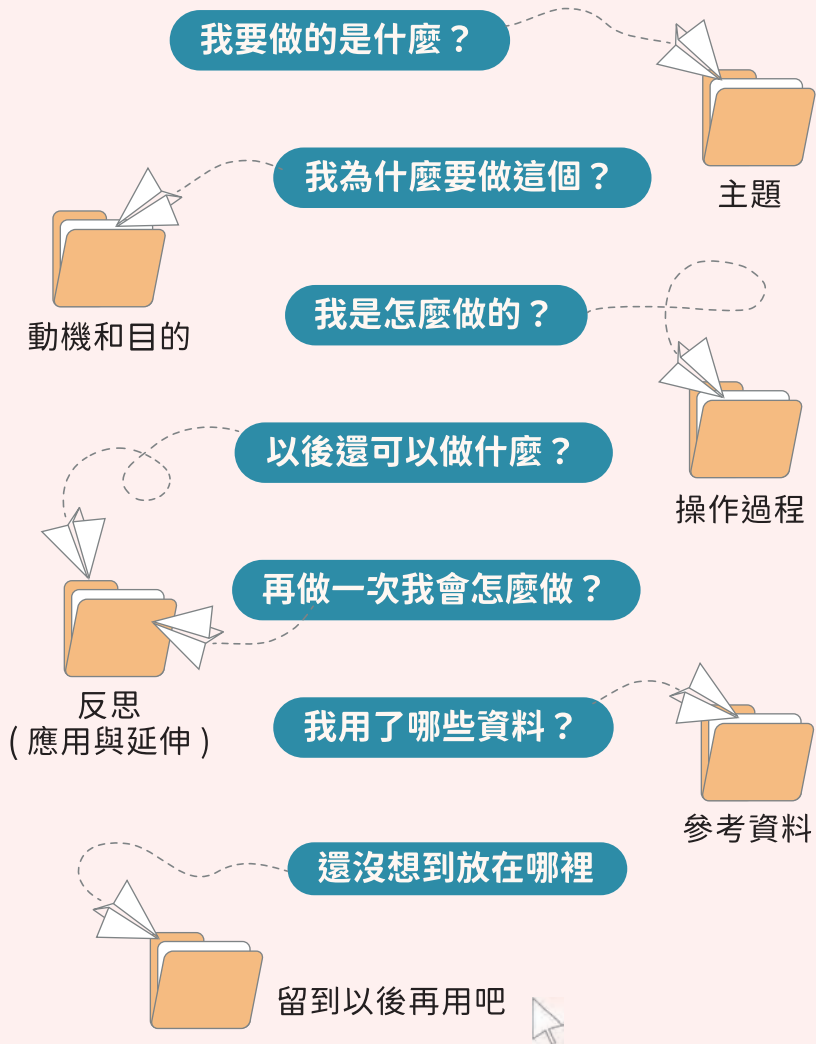 我要做的是什麼？
主題
我為什麼要做這個？
動機和目的
我是怎麼做的？
操作過程
以後還可以做什麼？
再做一次我會怎麼做？
反思
( 應用與延伸 )
我用了哪些資料？
參考資料
還沒想到放在哪裡
留到以後再用吧